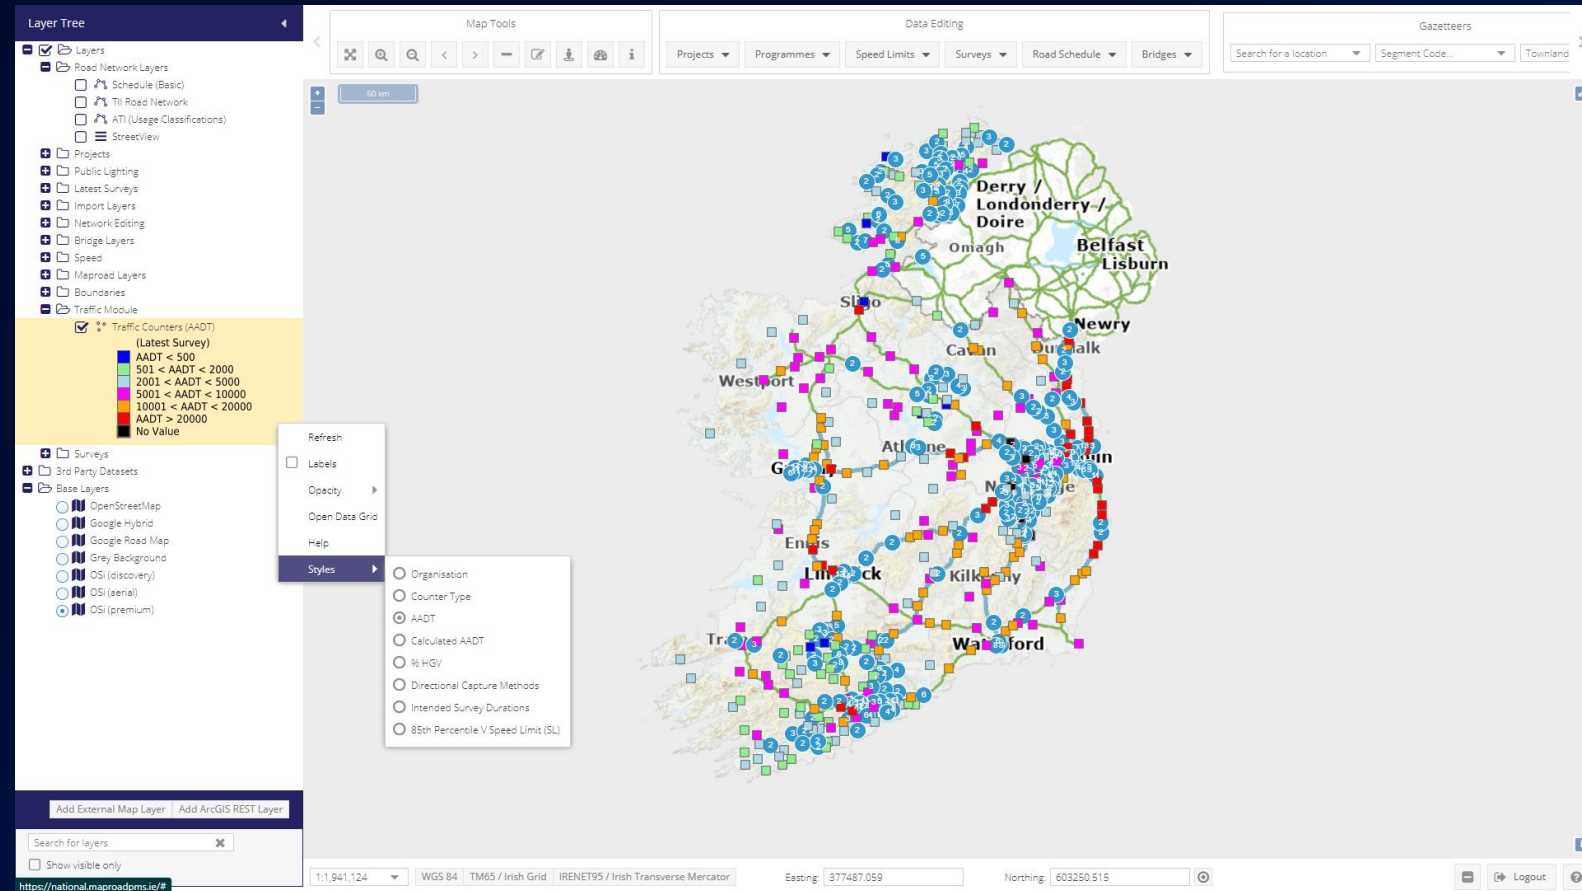 Layer Tree
Map Tools
Data Editing
Gazetteers
Projects
Programmes
Speed Limits
Surveys
Road Schedule
Bridges
Search for a location
Segment Code...
Townland
Layers
Road Network Layers
Schedule (Basic)
TII Road Network
ATI (Usage Classifications)
StreetView
Projects
Public Lighting
Latest Surveys
Import Layers
Network Editing
Bridge Layers
Speed
Maproad Layers
Boundaries
Traffic Module
Traffic Counters (AADT)
(Latest Survey)
AADT < 500
501 < AADT < 2000
2001 < AADT < 5000
5001 < AADT < 10000
10001 < AADT < 20000
AADT > 20000
No Value
Surveys
3rd Party Datasets
Base Layers
OpenStreetMap
Google Hybrid
Google Road Map
Grey Background
OSi (discovery)
OSi (aerial)
OSi (premium)
Refresh
Labels
Opacity
Open Data Grid
Help
Styles
Organisation
Counter Type
AADT
Calculated AADT
% HGV
Directional Capture Methods
Intended Survey Durations
85th Percentile V Speed Limit (SL)
50 km
Derry /
Londonderry /
Doire
Omagh
Belfast
Lisburn
Newry
Westport
Add External Map Layer
Add ArcGIS REST Layer
Search for layers
Show visible only
https://national.maproadpms.ie/#
1:1,941,124
WGS 84
TM65 / Irish Grid
IRENET95 / Irish Transverse Mercator
Easting: 377487.059
Northing: 603250.515
Logout